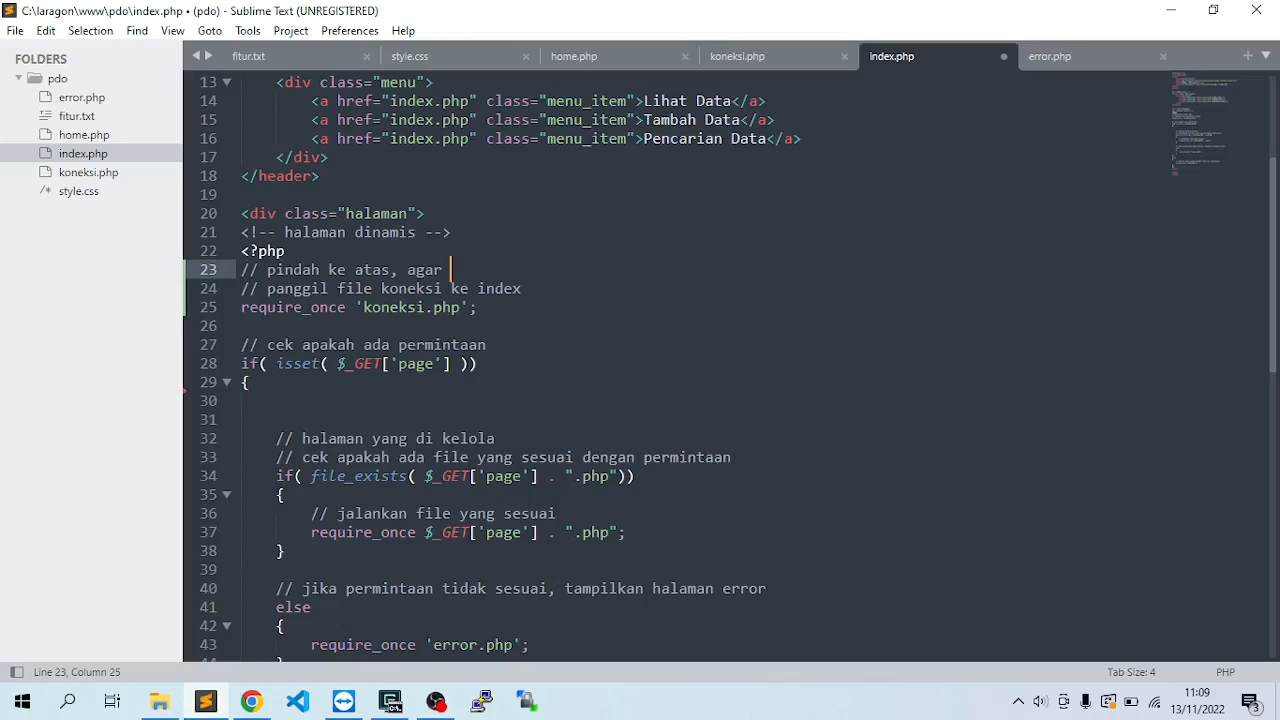 C:\laragon\www\pdo\index.php • (pdo) - Sublime Text (UNREGISTERED)
File Edit Selection Find View Goto Tools Project Preferences Help
FOLDERS
pdo
error.php
fitur.txt
home.php
index.php
koneksi.php
/* style.css
fitur.txt × style.css × home.php × koneksi.php × index.php error.php ×
13 <div class="menu">
14 <a href="index.php" class="menu_item">Lihat Data</a>
15 <a href="index.php" class="menu_item">Tambah Data</a>
16 <a href="index.php" class="menu_item">Pencarian Data</a>
17 </div>
18 </header>
19
20 <div class="halaman">
21 <!-- halaman dinamis -->
22 <?php
23 // pindah ke atas, agar
24 // panggil file koneksi ke index
25 require_once 'koneksi.php';
26
27 // cek apakah ada permintaan
28 if( isset( $_GET['page'] ))
29 {
30
31
32 // halaman yang di kelola
33 // cek apakah ada file yang sesuai dengan permintaan
34 if( file_exists( $_GET['page'] . ".php"))
35 {
36 // jalankan file yang sesuai
37 require_once $_GET['page'] . ".php";
38 }
39
40 // jika permintaan tidak sesuai, tampilkan halaman error
41 else
42 {
43 require_once 'error.php';
Line 23, Column 25
Tab Size: 4 PHP
11:09
13/11/2022
3